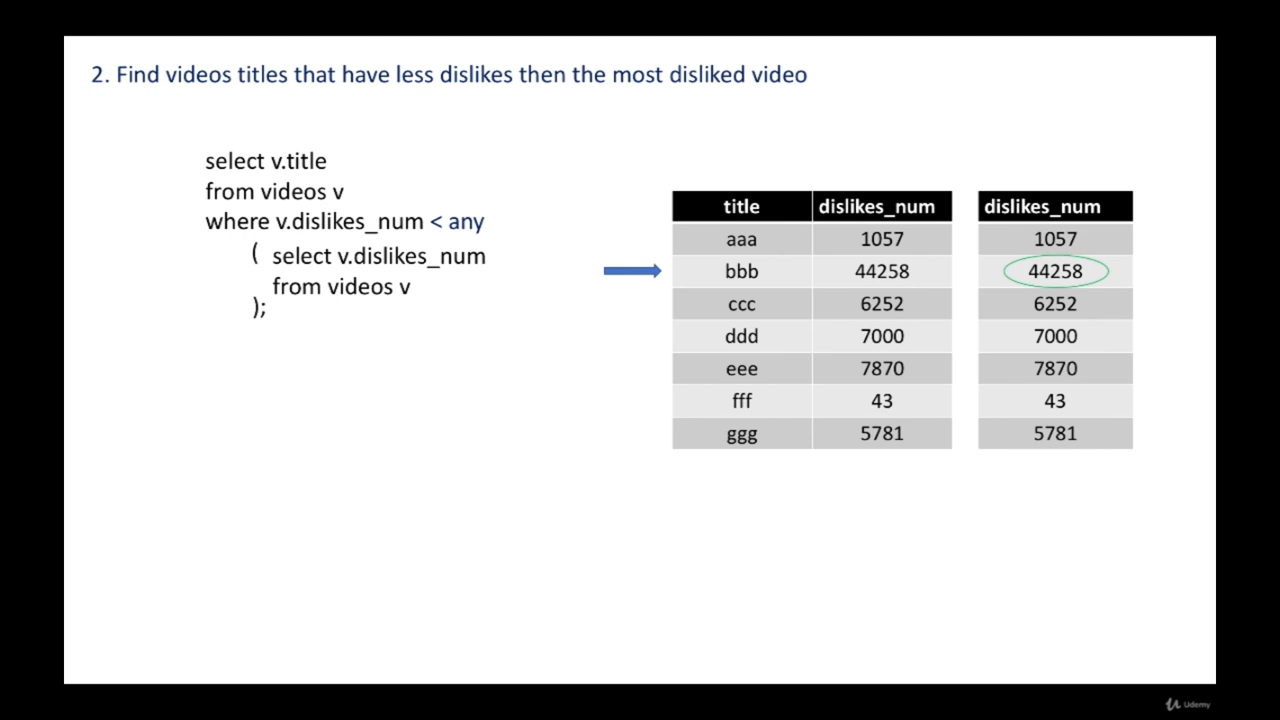 2. Find videos titles that have less dislikes then the most disliked video
select v.title
from videos v
where v.dislikes_num < any
( select v.dislikes_num
from videos v
);
title dislikes_num dislikes_num
aaa 1057 1057
bbb 44258 44258
ccc 6252 6252
ddd 7000 7000
eee 7870 7870
fff 43 43
ggg 5781 5781
Udemy